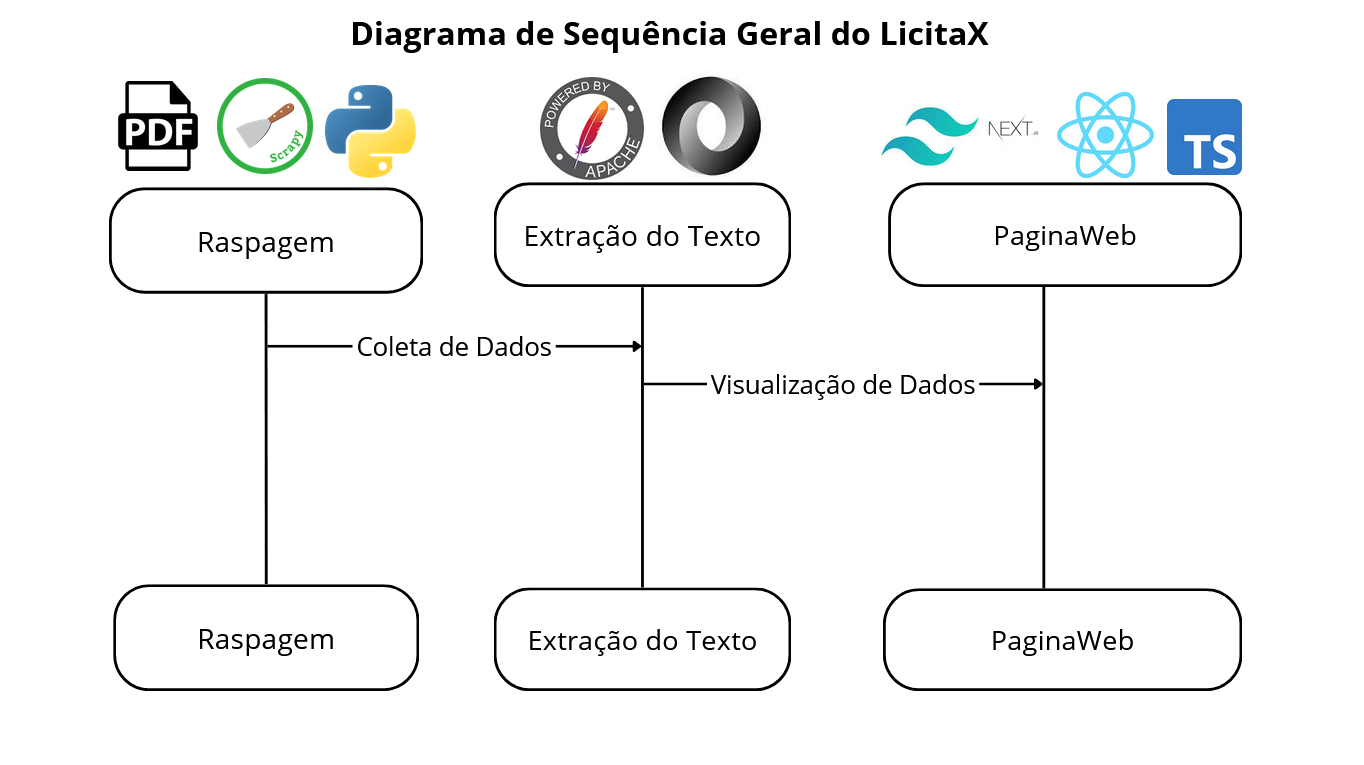 Diagrama de Sequência Geral do LicitaX
PDF
Scrapy
POWERED BY
APACHE
NEXT.JS
TS
Raspagem
Extração do Texto
PaginaWeb
Coleta de Dados
Visualização de Dados
Raspagem
Extração do Texto
PaginaWeb